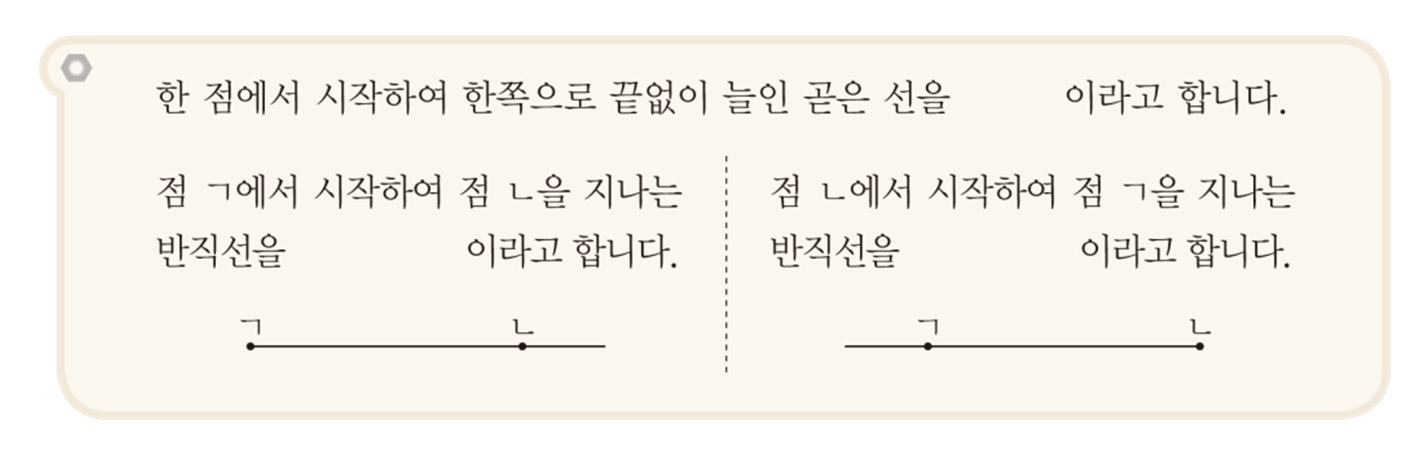 한 점에서 시작하여 한쪽으로 끝없이 늘인 곧은 선을 이라고 합니다.
점 ㄱ에서 시작하여 점 ㄴ을 지나는
반직선을 이라고 합니다.
ㄱ ㄴ
점 ㄴ에서 시작하여 점 ㄱ을 지나는
반직선을 이라고 합니다.
ㄱ ㄴ